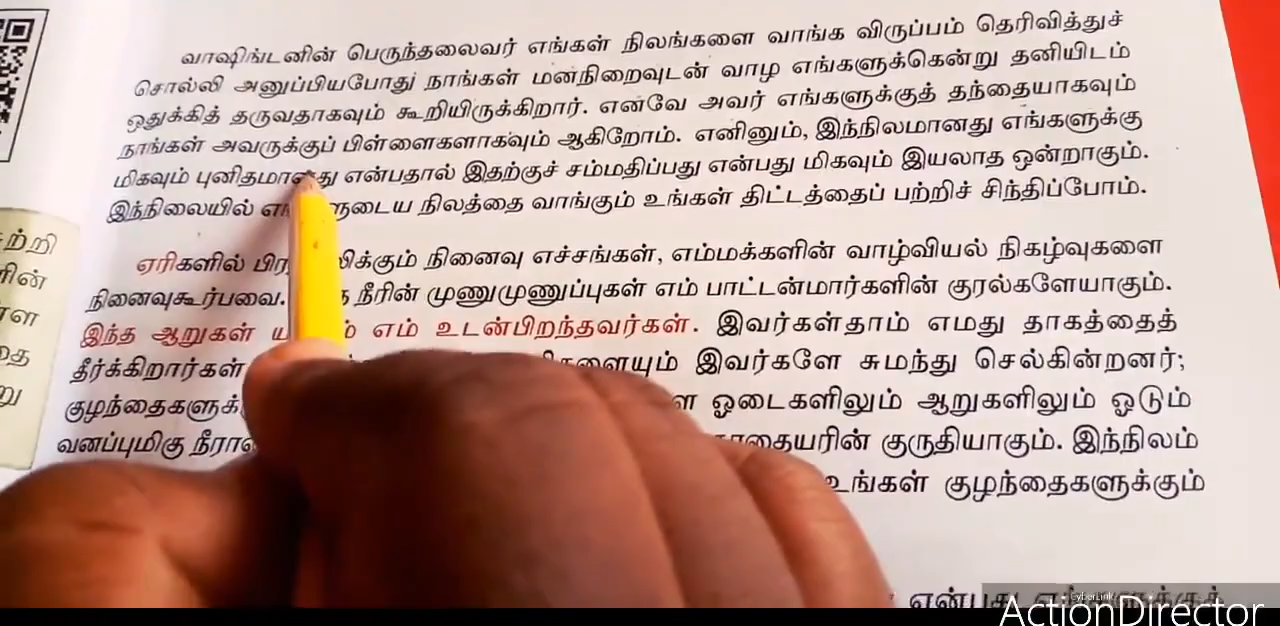 வாஷிங்டனின் பெருந்தலைவர் எங்கள் நிலங்களை வாங்க விருப்பம் தெரிவித்துச்
சொல்லி அனுப்பியபோது நாங்கள் மனநிறைவுடன் வாழ எங்களுக்கென்று தனியிடம்
ஒதுக்கித் தருவதாகவும் கூறியிருக்கிறார். எனவே அவர் எங்களுக்குத் தந்தையாகவும்
நாங்கள் அவருக்குப் பிள்ளைகளாகவும் ஆகிறோம். எனினும், இந்நிலமானது எங்களுக்கு
மிகவும் புனிதமானது என்பதால் இதற்குச் சம்மதிப்பது என்பது மிகவும் இயலாத ஒன்றாகும்.
இந்நிலையில் நிலத்தை வாங்கும் உங்கள் திட்டத்தைப் பற்றிச் சிந்திப்போம்.
ஏரிகளில் நினைவு எச்சங்கள், எம்மக்களின் வாழ்வியல் நிகழ்வுகளை
நினைவுகூர்பவை. நீரின் முணுமுணுப்புகள் எம் பாட்டன்மார்களின் குரல்களேயாகும்.
இந்த ஆறுகள் எம் உடன்பிறந்தவர்கள். இவர்கள்தாம் எமது தாகத்தைத்
தீர்க்கிறார்கள் இவர்களே சுமந்து செல்கின்றனர்;
ஓடைகளிலும் ஆறுகளிலும் ஓடும்
வனப்புமிகு குருதியாகும். இந்நிலம்
உங்கள் குழந்தைகளுக்கும்
CyberLink
ActionDirector